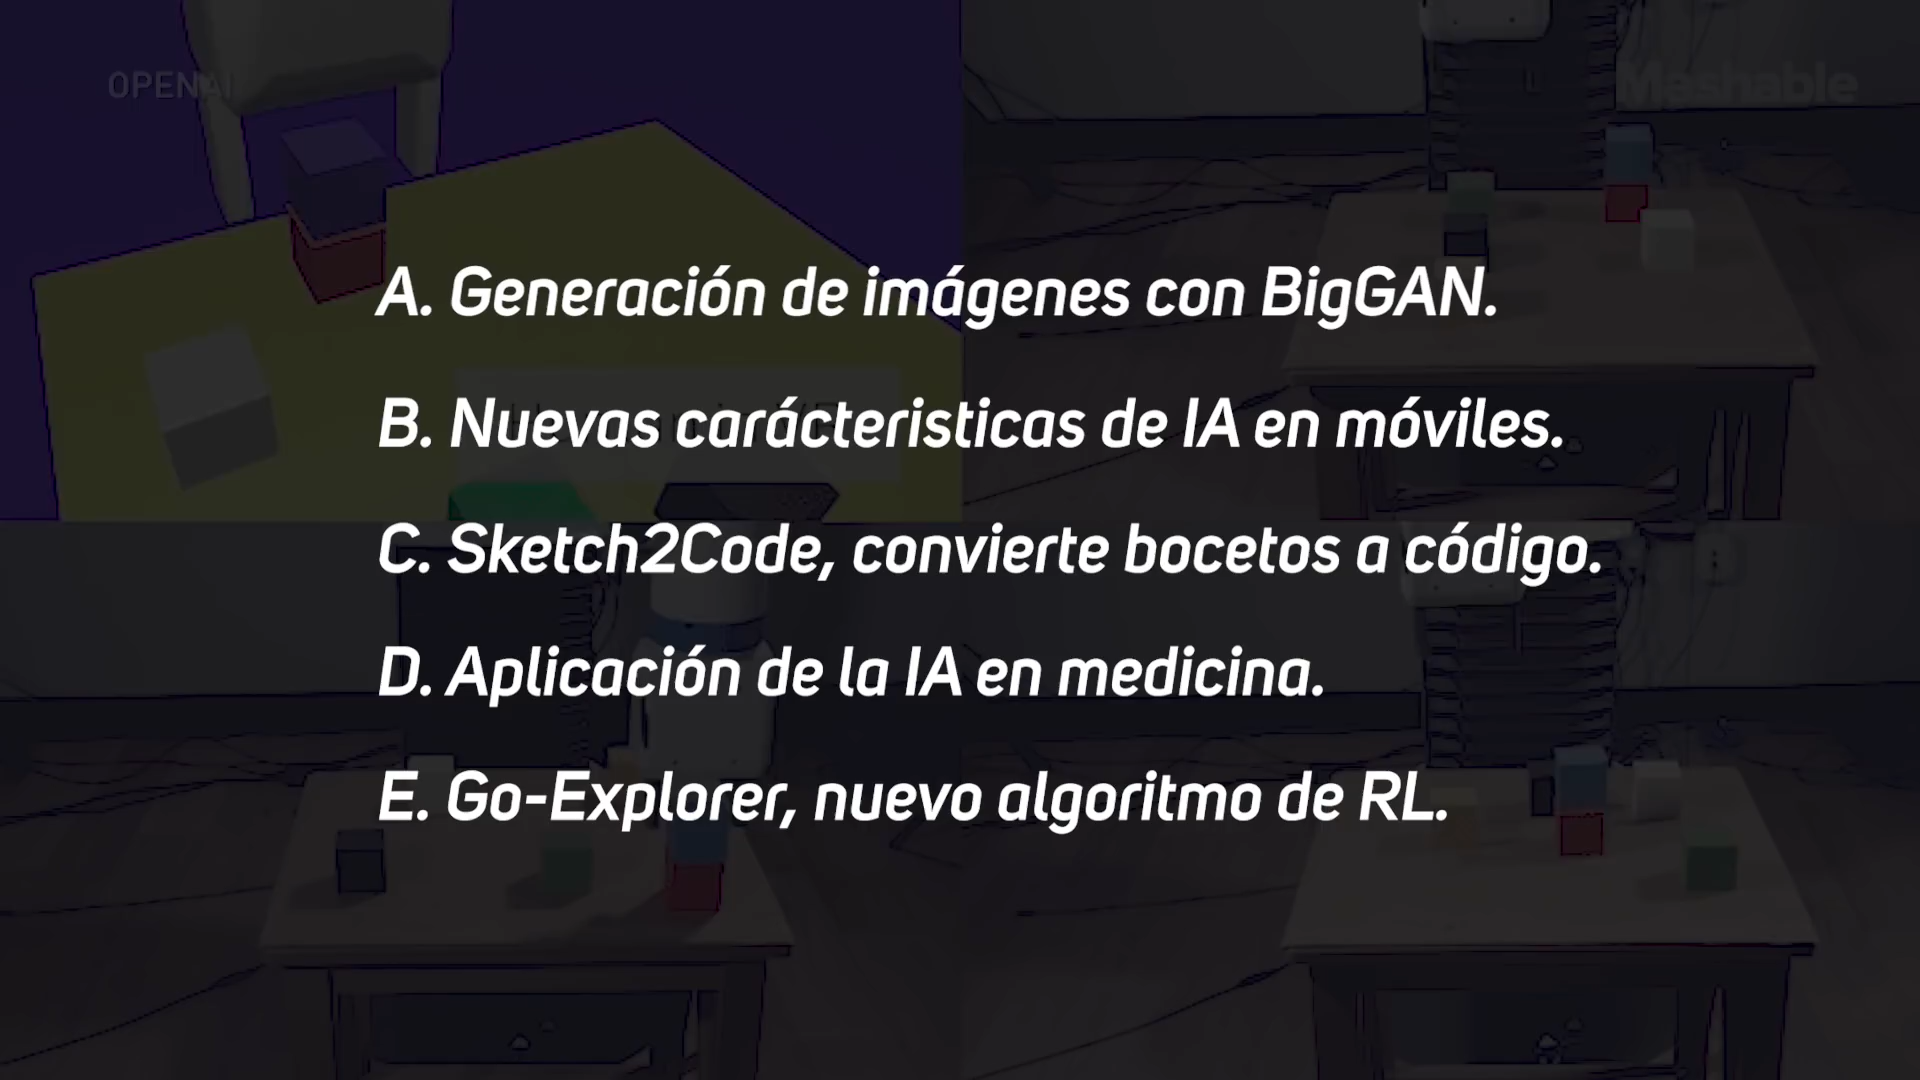 OPENAI
Mashable
A. Generación de imágenes con BigGAN.
B. Nuevas carácteristicas de IA en móviles.
C. Sketch2Code, convierte bocetos a código.
D. Aplicación de la IA en medicina.
E. Go-Explorer, nuevo algoritmo de RL.